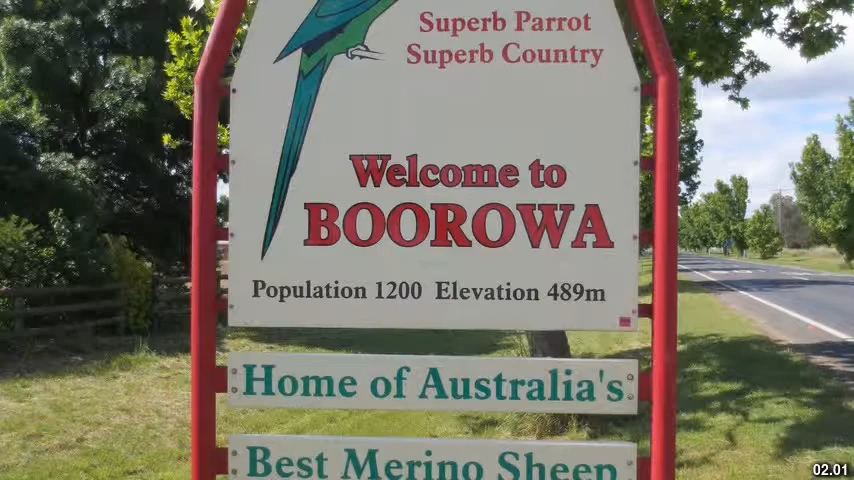 Superb Parrot
Superb Country
Welcome to
BOOROWA
Population 1200 Elevation 489m
Home of Australia's
Best Merino Sheep
02.01